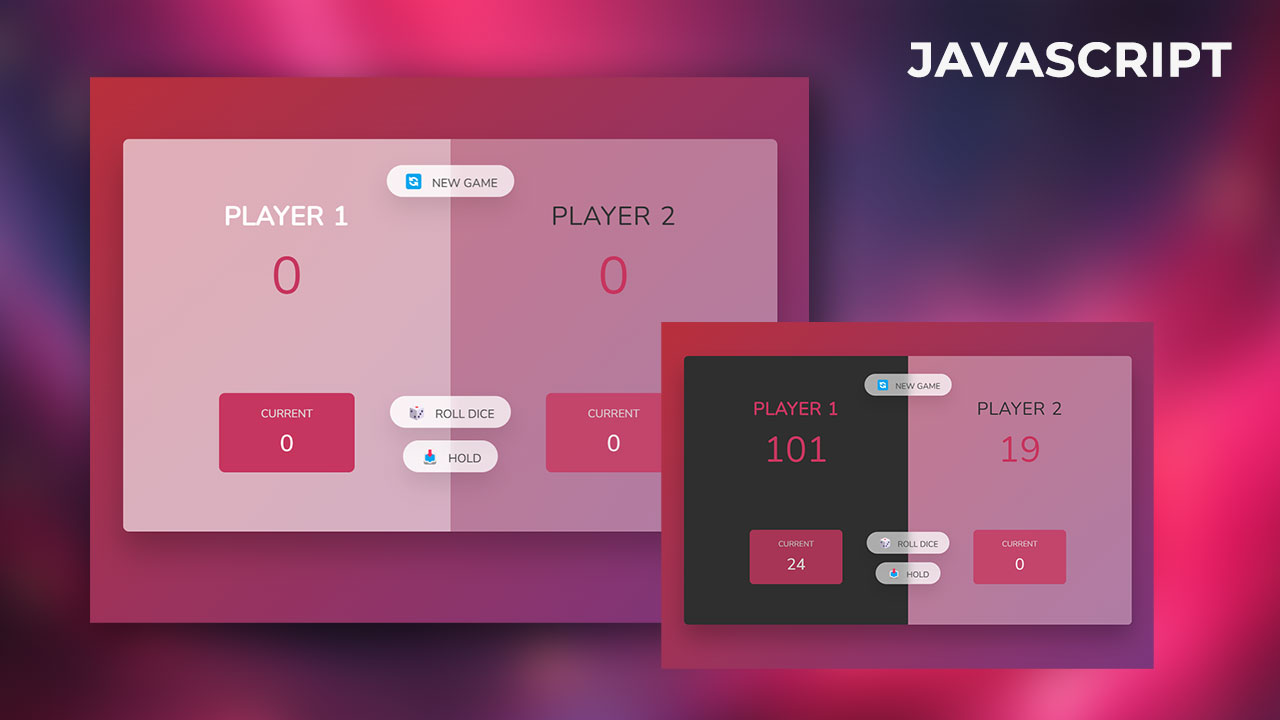 JAVASCRIPT
NEW GAME
PLAYER 1
PLAYER 2
0
0
CURRENT
0
ROLL DICE
HOLD
CURRENT
0
NEW GAME
PLAYER 1
PLAYER 2
101
19
CURRENT
24
ROLL DICE
HOLD
CURRENT
0